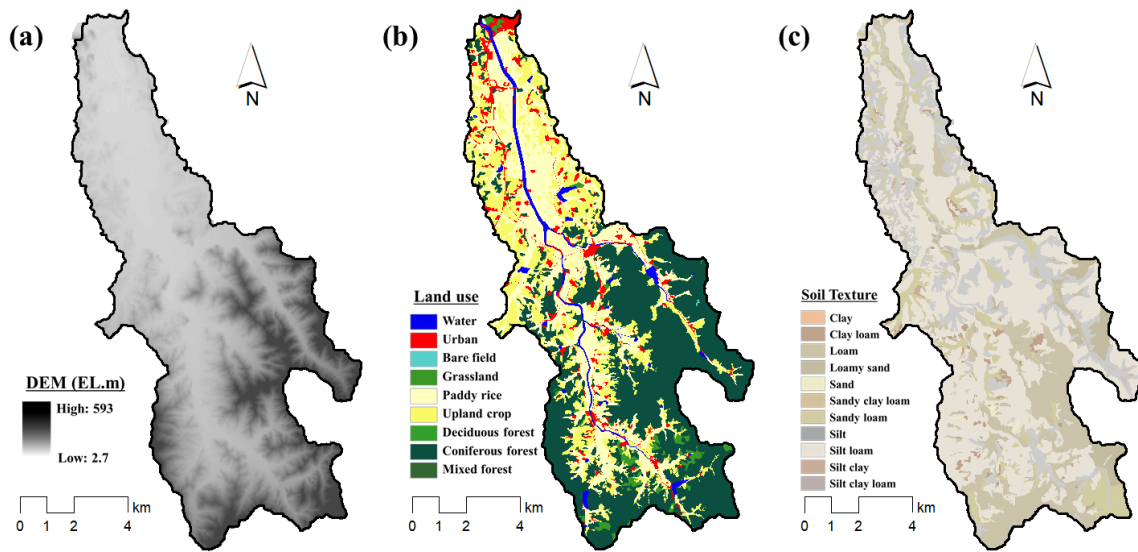 (a)
N
DEM (EL.m)
High: 593
Low: 2.7
0 1 2 4
km
(b)
N
Land use
Water
Urban
Bare field
Grassland
Paddy rice
Upland crop
Deciduous forest
Coniferous forest
Mixed forest
0 1 2 4
km
(c)
N
Soil Texture
Clay
Clay loam
Loam
Loamy sand
Sand
Sandy clay loam
Sandy loam
Silt
Silt loam
Silt clay
Silt clay loam
0 1 2 4
km